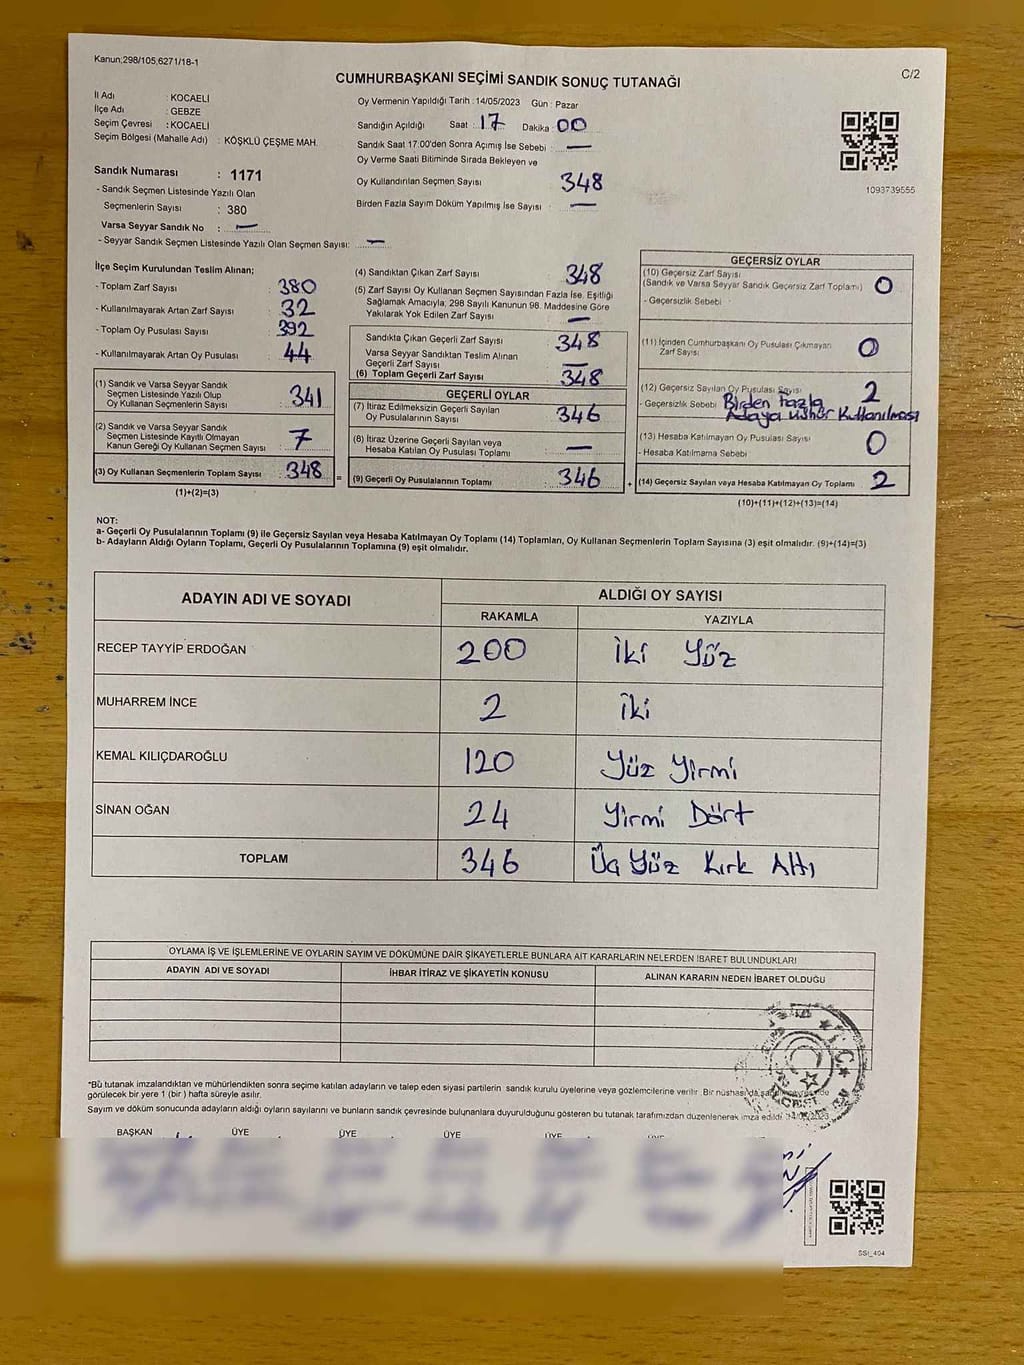 Kanun;298/105,6271/18-1
CUMHURBAŞKANI SEÇİMİ SANDIK SONUÇ TUTANAĞI
C/2
İl Adı : KOCAELİ
İlçe Adı : GEBZE
Seçim Çevresi : KOCAELİ
Seçim Bölgesi (Mahalle Adı) : KÖŞKLÜ ÇEŞME MAH.
Sandık Numarası : 1171
- Sandık Seçmen Listesinde Yazılı Olan
Seçmenlerin Sayısı : 380
Varsa Seyyar Sandık No : —
- Seyyar Sandık Seçmen Listesinde Yazılı Olan Seçmen Sayısı: —
Oy Vermenin Yapıldığı Tarih : 14/05/2023 Gün : Pazar
Sandığın Açıldığı Saat : 17 Dakika : 00
Sandık Saat 17:00'den Sonra Açımış İse Sebebi : —
Oy Verme Saati Bitiminde Sırada Bekleyen ve
Oy Kullandırılan Seçmen Sayısı 348
Birden Fazla Sayım Döküm Yapılmış İse Sayısı : —
1093739555
İlçe Seçim Kurulundan Teslim Alınan;
- Toplam Zarf Sayısı : 380
- Kullanılmayarak Artan Zarf Sayısı : 32
- Toplam Oy Pusulası Sayısı : 392
- Kullanılmayarak Artan Oy Pusulası : 44
(1) Sandık ve Varsa Seyyar Sandık
Seçmen Listesinde Yazılı Olup
Oy Kullanan Seçmenlerin Sayısı : 341
(2) Sandık ve Varsa Seyyar Sandık
Seçmen Listesinde Kayıtlı Olmayan
Kanun Gereği Oy Kullanan Seçmen Sayısı : 7
(3) Oy Kullanan Seçmenlerin Toplam Sayısı : 348 =
(1)+(2)=(3)
(4) Sandıktan Çıkan Zarf Sayısı : 348
(5) Zarf Sayısı Oy Kullanan Seçmen Sayısından Fazla İse, Eşitliği
Sağlamak Amacıyla; 298 Sayılı Kanunun 98. Maddesine Göre
Yakılarak Yok Edilen Zarf Sayısı : —
Sandıkta Çıkan Geçerli Zarf Sayısı : 348
Varsa Seyyar Sandıktan Teslim Alınan
Geçerli Zarf Sayısı : —
(6) Toplam Geçerli Zarf Sayısı : 348
GEÇERLİ OYLAR
(7) İtiraz Edilmeksizin Geçerli Sayılan
Oy Pusulalarının Sayısı : 346
(8) İtiraz Üzerine Geçerli Sayılan veya
Hesaba Katılan Oy Pusulası Toplamı : —
(9) Geçerli Oy Pusulalarının Toplamı : 346 +
GEÇERSİZ OYLAR
(10) Geçersiz Zarf Sayısı
(Sandık ve Varsa Seyyar Sandık Geçersiz Zarf Toplamı) : 0
- Geçersizlik Sebebi
(11) İçinden Cumhurbaşkanı Oy Pusulası Çıkmayan
Zarf Sayısı : 0
(12) Geçersiz Sayılan Oy Pusulası Sayısı : 2
- Geçersizlik Sebebi Birden fazla
Adaya mühür Kullanılması
(13) Hesaba Katılmayan Oy Pusulası Sayısı : 0
- Hesaba Katılmama Sebebi
(14) Geçersiz Sayılan veya Hesaba Katılmayan Oy Toplamı : 2
(10)+(11)+(12)+(13)=(14)
NOT:
a- Geçerli Oy Pusulalarının Toplamı (9) ile Geçersiz Sayılan veya Hesaba Katılmayan Oy Toplamı (14) Toplamları, Oy Kullanan Seçmenlerin Toplam Sayısına (3) eşit olmalıdır. (9)+(14)=(3)
b- Adayların Aldığı Oyların Toplamı, Geçerli Oy Pusulalarının Toplamına (9) eşit olmalıdır.
ADAYIN ADI VE SOYADI ALDIĞI OY SAYISI
RAKAMLA YAZIYLA
RECEP TAYYİP ERDOĞAN 200 İki Yüz
MUHARREM İNCE 2 İki
KEMAL KILIÇDAROĞLU 120 Yüz Yirmi
SİNAN OĞAN 24 Yirmi Dört
TOPLAM 346 Üç Yüz Kırk Altı
OYLAMA İŞ VE İŞLEMLERİNE VE OYLARIN SAYIM VE DÖKÜMÜNE DAİR ŞİKAYETLERLE BUNLARA AİT KARARLARIN NELERDEN İBARET BULUNDUKLARI
ADAYIN ADI VE SOYADI İHBAR İTİRAZ VE ŞİKAYETİN KONUSU ALINAN KARARIN NEDEN İBARET OLDUĞU
*Bu tutanak imzalandıktan ve mühürlendikten sonra seçime katılan adayların ve talep eden siyasi partilerin sandık kurulu üyelerine veya gözlemcilerine verilir. Bir nüshası da
görülecek bir yere 1 (bir ) hafta süreyle asılır.
Sayım ve döküm sonucunda adayların aldığı oyların sayılarını ve bunların sandık çevresinde bulunanlara duyurulduğunu gösteren bu tutanak tarafımızdan düzenlenerek imza edildi.
T.C.
BAŞKAN ÜYE ÜYE ÜYE ÜYE ÜYE
SSİ_404